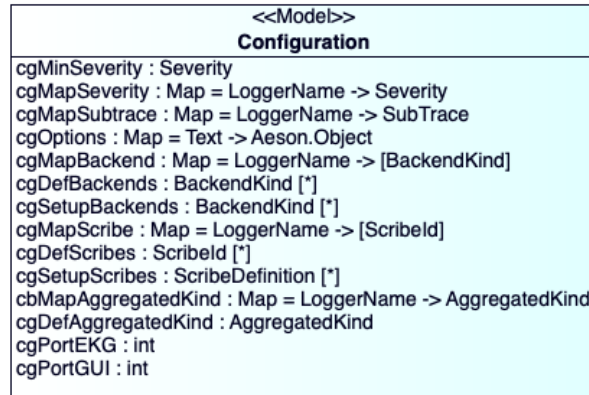 <<Model>>
Configuration
cgMinSeverity : Severity
cgMapSeverity : Map = LoggerName -> Severity
cgMapSubtrace : Map = LoggerName -> SubTrace
cgOptions : Map = Text -> Aeson.Object
cgMapBackend : Map = LoggerName -> [BackendKind]
cgDefBackends : BackendKind [*]
cgSetupBackends : BackendKind [*]
cgMapScribe : Map = LoggerName -> [ScribeId]
cgDefScribes : ScribeId [*]
cgSetupScribes : ScribeDefinition [*]
cbMapAggregatedKind : Map = LoggerName -> AggregatedKind
cgDefAggregatedKind : AggregatedKind
cgPortEKG : int
cgPortGUI : int